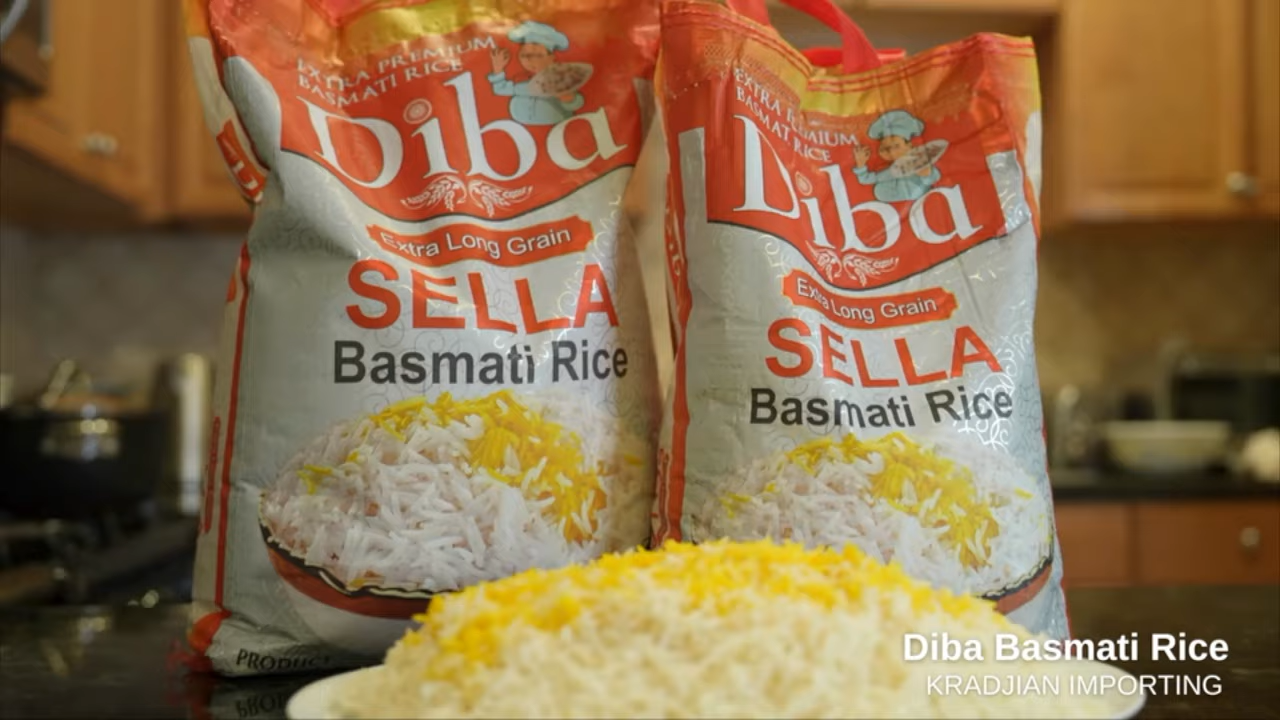 EXTRA PREMIUM
BASMATI RICE
Diba
Extra Long Grain
SELLA
Basmati Rice
EXTRA PREMIUM
BASMATI RICE
Diba
Extra Long Grain
SELLA
Basmati Rice
Diba Basmati Rice
KRADJIAN IMPORTING